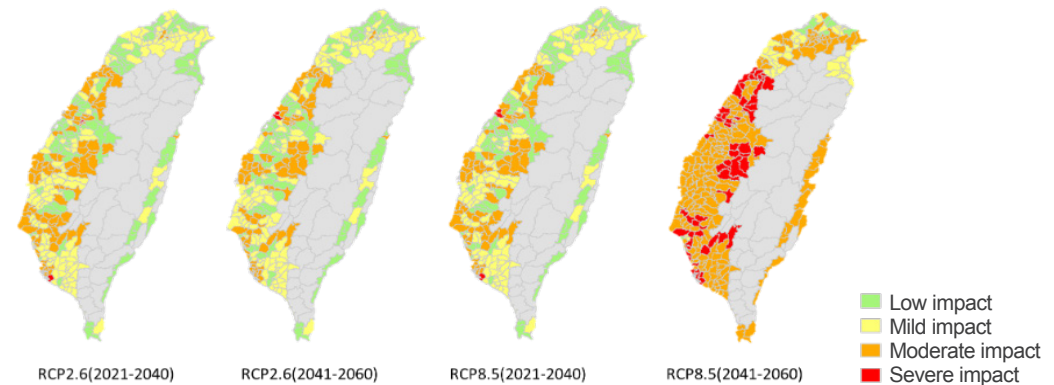 Low impact
Mild impact
Moderate impact
Severe impact
RCP2.6(2021-2040)
RCP2.6(2041-2060)
RCP8.5(2021-2040)
RCP8.5(2041-2060)